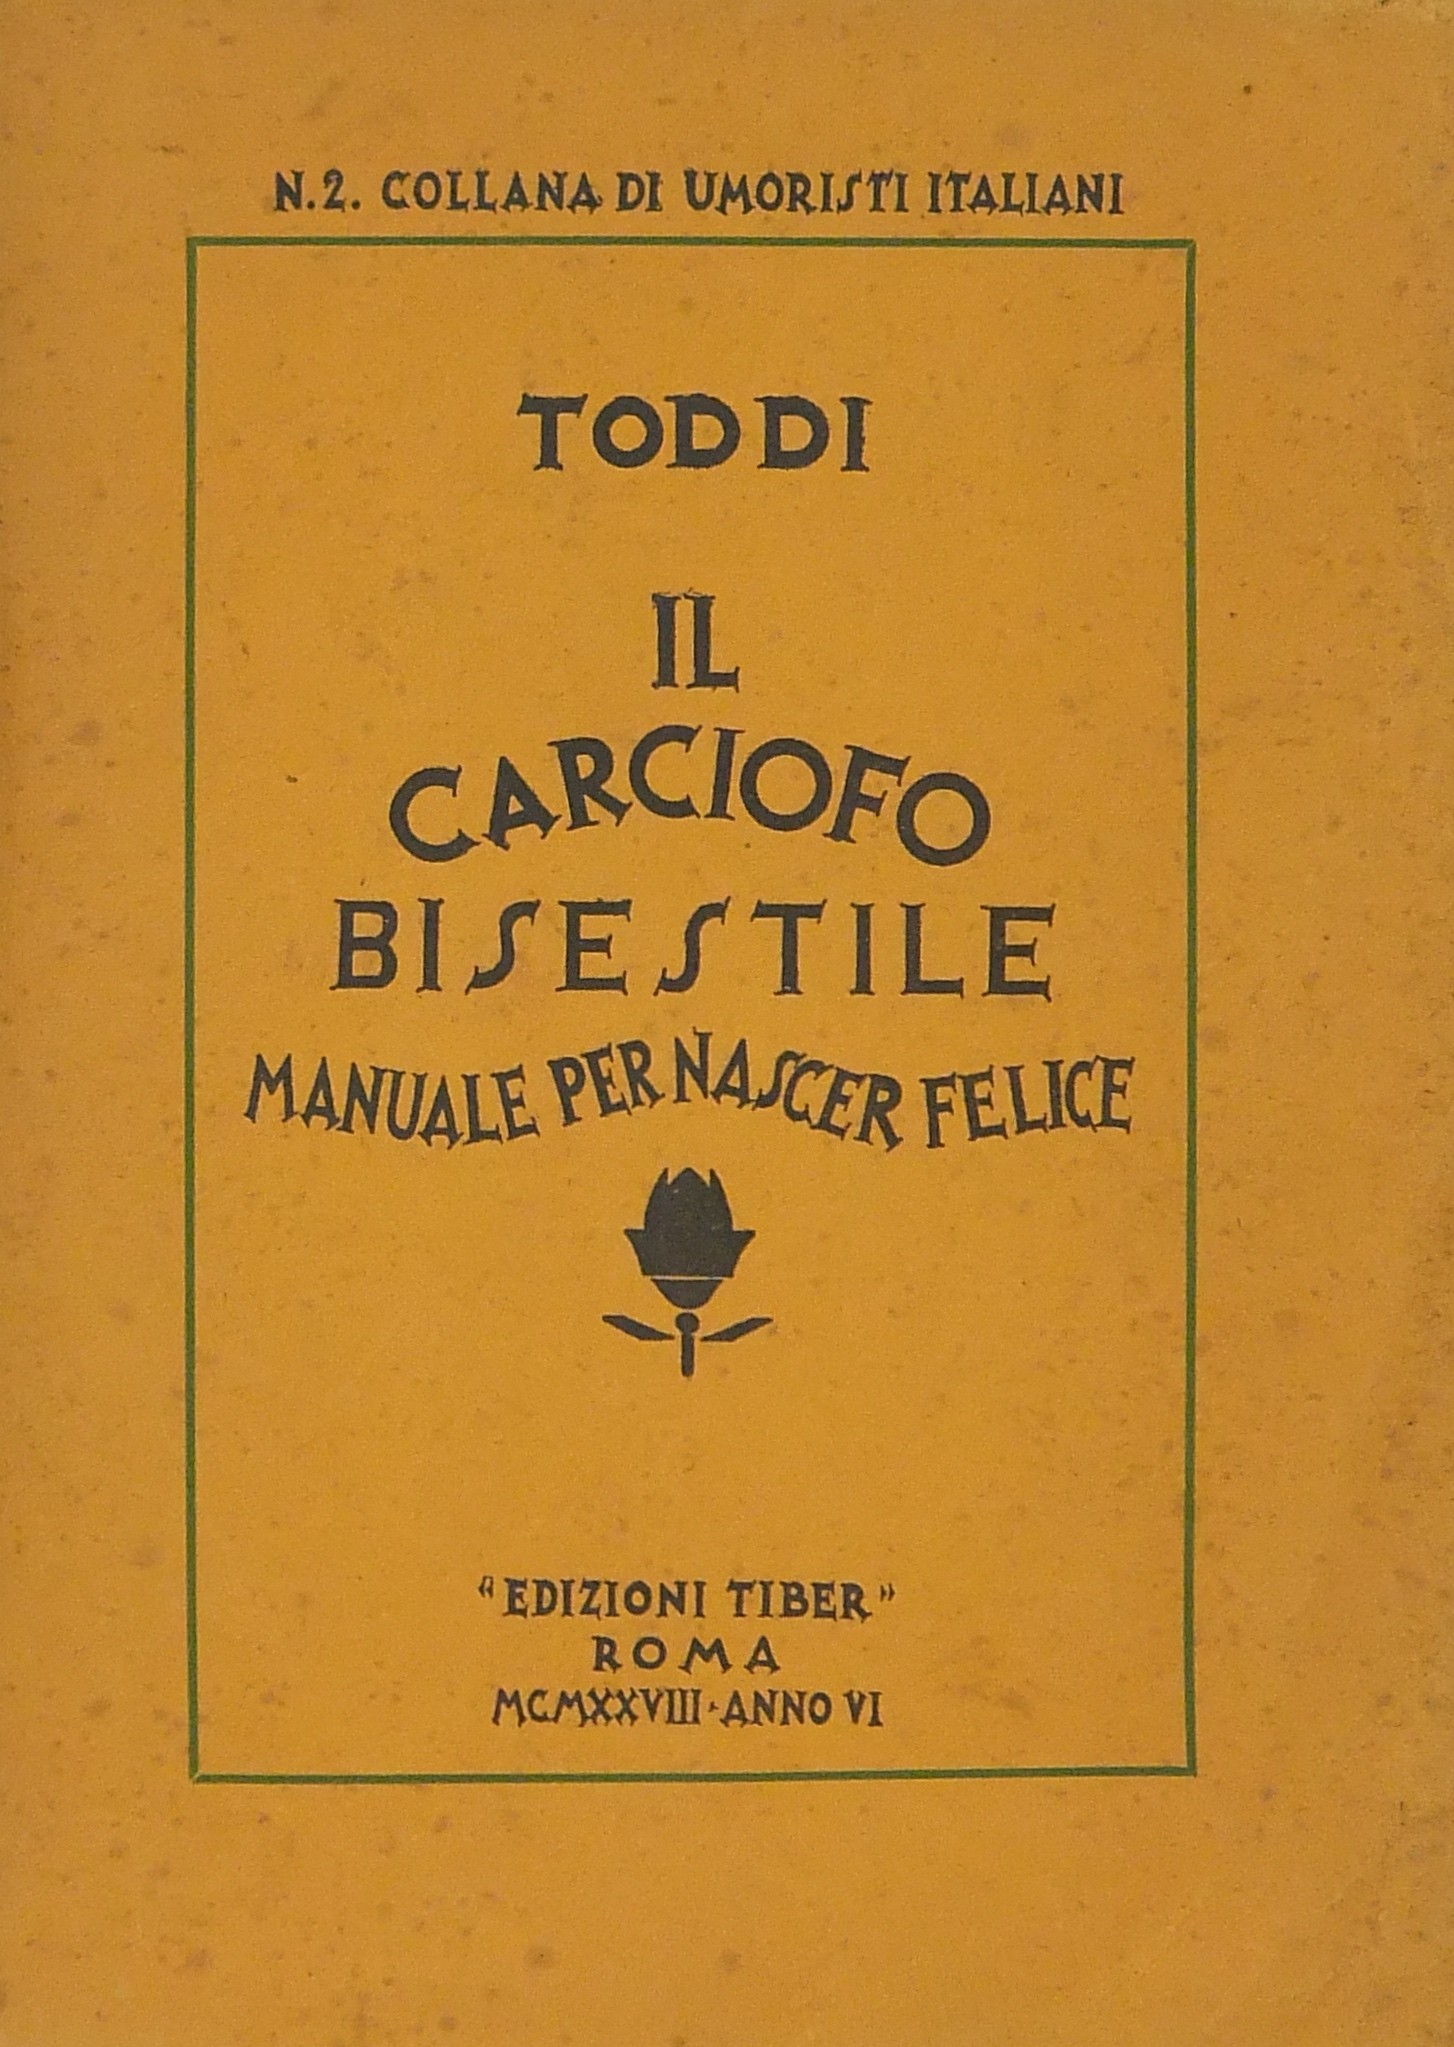 N.2. COLLANA DI UMORISTI ITALIANI
TODDI
IL
CARCIOFO
BISESTILE
MANUALE PER NASCER FELICE
"EDIZIONI TIBER"
ROMA
MCMXXVIII·ANNO VI